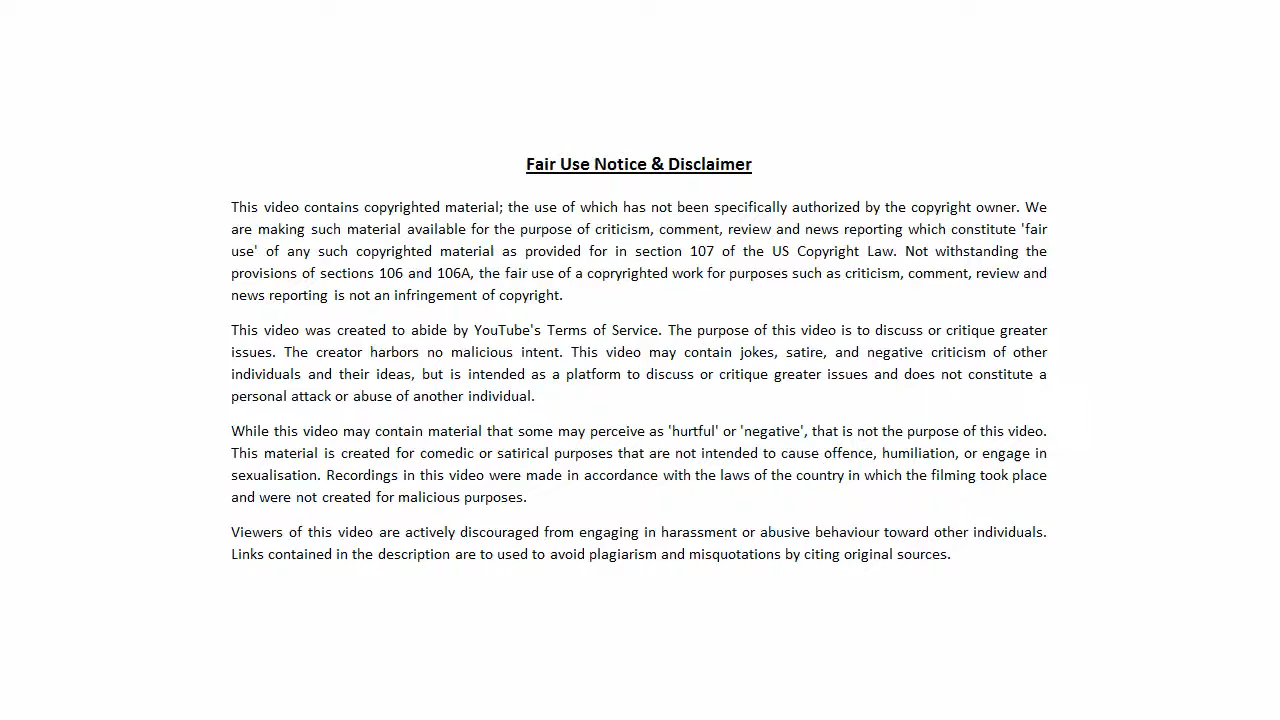 Fair Use Notice & Disclaimer
This video contains copyrighted material; the use of which has not been specifically authorized by the copyright owner. We
are making such material available for the purpose of criticism, comment, review and news reporting which constitute 'fair
use' of any such copyrighted material as provided for in section 107 of the US Copyright Law. Not withstanding the
provisions of sections 106 and 106A, the fair use of a copryrighted work for purposes such as criticism, comment, review and
news reporting is not an infringement of copyright.
This video was created to abide by YouTube's Terms of Service. The purpose of this video is to discuss or critique greater
issues. The creator harbors no malicious intent. This video may contain jokes, satire, and negative criticism of other
individuals and their ideas, but is intended as a platform to discuss or critique greater issues and does not constitute a
personal attack or abuse of another individual.
While this video may contain material that some may perceive as 'hurtful' or 'negative', that is not the purpose of this video.
This material is created for comedic or satirical purposes that are not intended to cause offence, humiliation, or engage in
sexualisation. Recordings in this video were made in accordance with the laws of the country in which the filming took place
and were not created for malicious purposes.
Viewers of this video are actively discouraged from engaging in harassment or abusive behaviour toward other individuals.
Links contained in the description are to used to avoid plagiarism and misquotations by citing original sources.